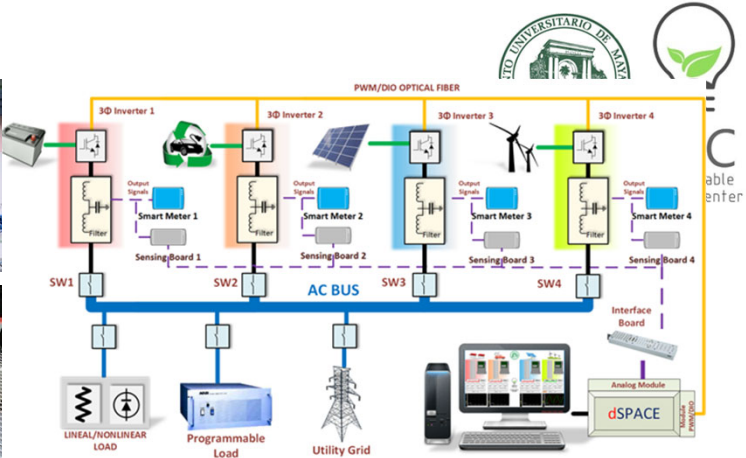 UNIVERSITARIO DE MAYA
PWM/DIO OPTICAL FIBER
C
able
enter
3Φ Inverter 1
3Φ Inverter 2
3Φ Inverter 3
3Φ Inverter 4
Output
Signals
Output
Signals
Output
Signals
Output
Signals
Smart Meter 1
Smart Meter 2
Smart Meter 3
Smart Meter 4
Filter
Filter
Filter
Filter
Sensing Board 1
Sensing Board 2
Sensing Board 3
Sensing Board 4
SW1
SW2
SW3
SW4
AC BUS
Interface
Board
Analog Module
dSPACE
Module
PWM/DIO
LINEAL/NONLINEAR
LOAD
Programmable
Load
Utility Grid